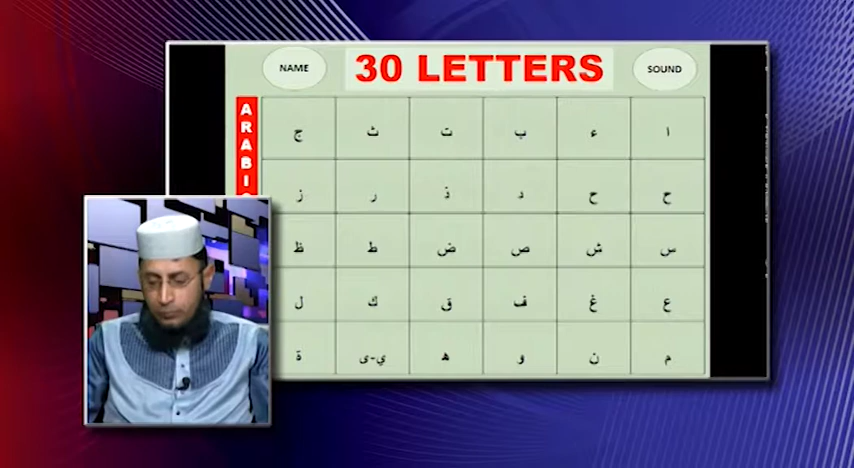 NAME 30 LETTERS SOUND
ARABI
ا ء ب ت ث ج
ح ح د ذ ر ز
س ش ص ض ط ظ
ع غ ف ق ك ل
م ن و ه ي-ى ة